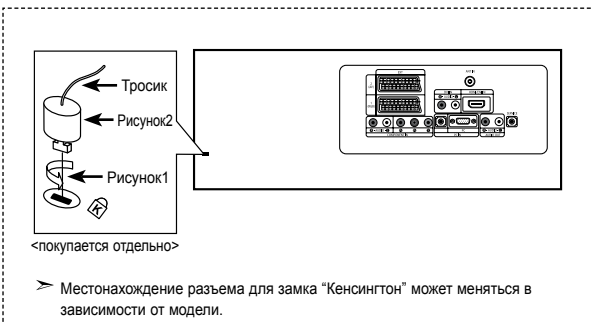 Тросик
Рисунок2
Рисунок1
<покупается отдельно>
➢ Местонахождение разъема для замка “Кенсингтон” может меняться в
зависимости от модели.